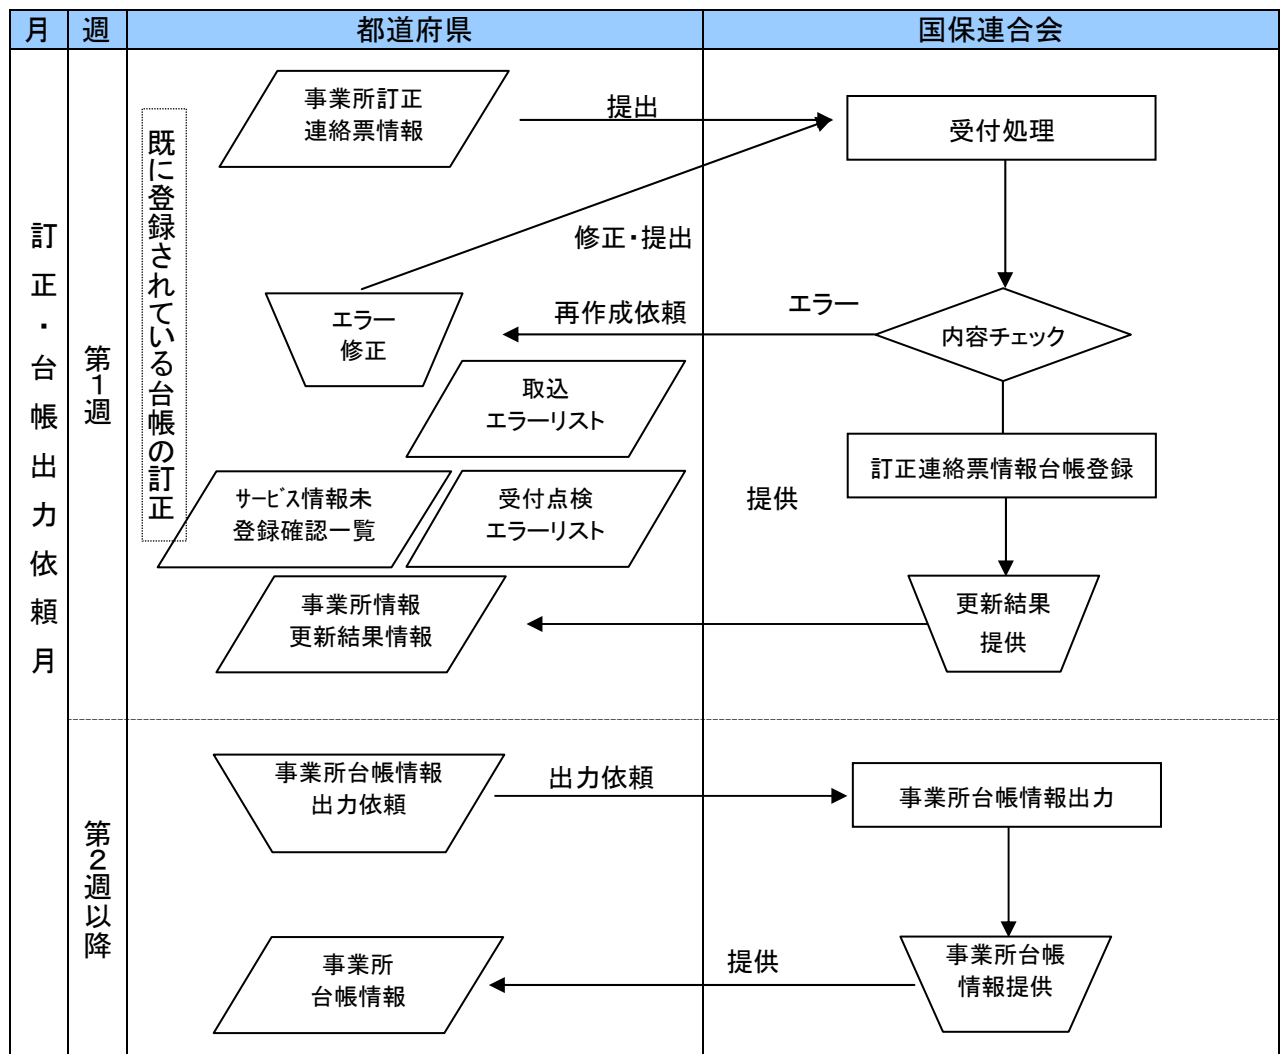 月
週
都道府県
国保連合会
訂正・台帳出力依頼月
第1週
既に登録されている台帳の訂正
事業所訂正
連絡票情報
提出
受付処理
修正・提出
エラー
修正
再作成依頼
エラー
内容チェック
取込
エラーリスト
訂正連絡票情報台帳登録
サービス情報未
登録確認一覧
受付点検
エラーリスト
提供
事業所情報
更新結果情報
更新結果
提供
第2週以降
事業所台帳情報
出力依頼
出力依頼
事業所台帳情報出力
事業所
台帳情報
提供
事業所台帳
情報提供